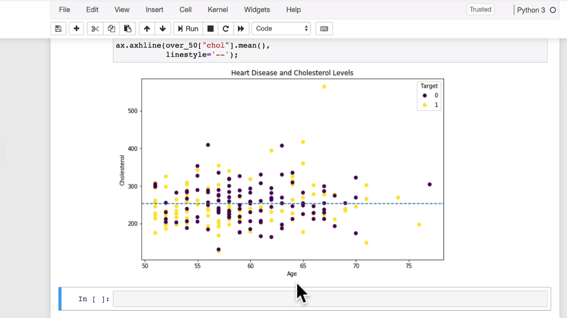 File Edit View Insert Cell Kernel Widgets Help Trusted Python 3
Run Code
ax.axhline(over_50["chol"].mean(),
linestyle='--');
Heart Disease and Cholesterol Levels
Target
0
1
500
400
300
200
Cholesterol
50 55 60 65 70 75
Age
In [ ]: